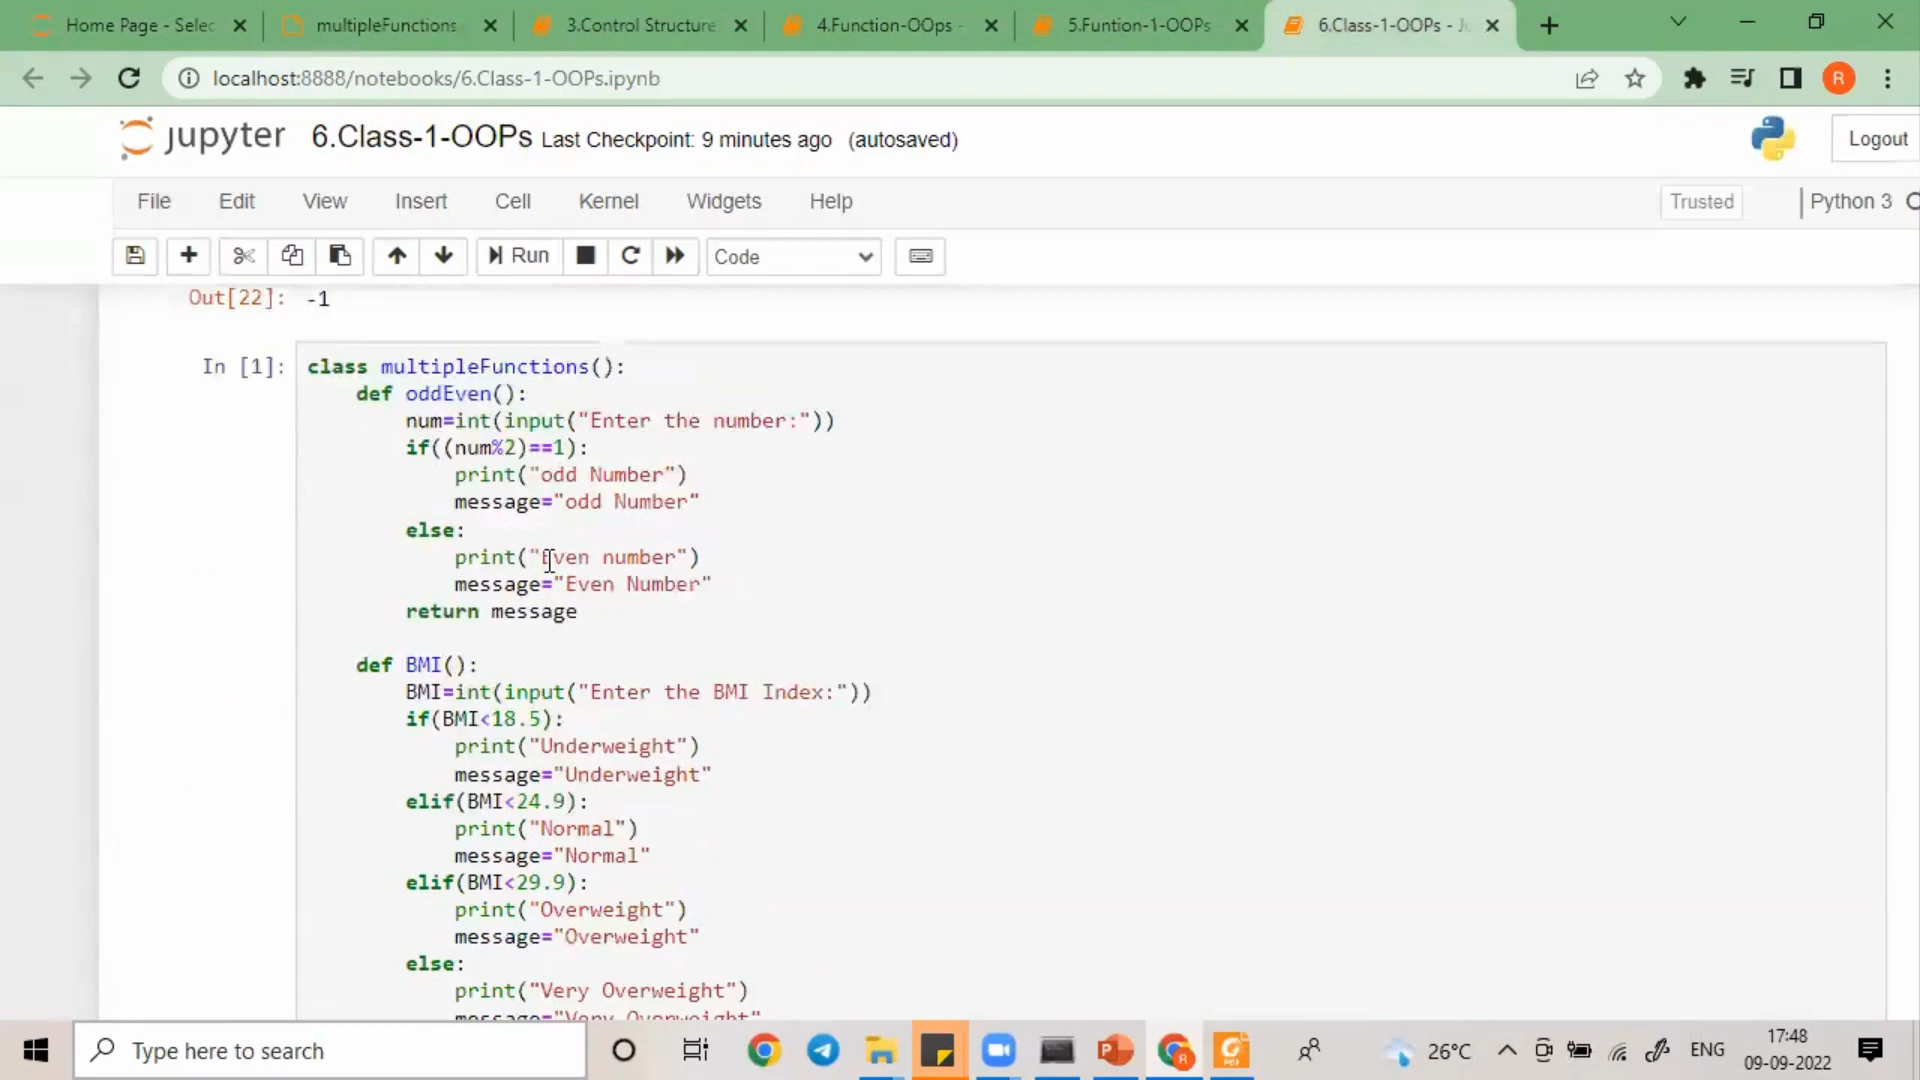 Home Page - Selec
multipleFunctions
3.Control Structure
4.Function-OOps -
5.Funtion-1-OOPs
6.Class-1-OOPs - Ju
localhost:8888/notebooks/6.Class-1-OOPs.ipynb
R
jupyter 6.Class-1-OOPs Last Checkpoint: 9 minutes ago (autosaved)
Logout
File Edit View Insert Cell Kernel Widgets Help
Trusted
Python 3
Run
Code
Out[22]: -1
In [1]: class multipleFunctions():
def oddEven():
num=int(input("Enter the number:"))
if((num%2)==1):
print("odd Number")
message="odd Number"
else:
print("Even number")
message="Even Number"
return message
def BMI():
BMI=int(input("Enter the BMI Index:"))
if(BMI<18.5):
print("Underweight")
message="Underweight"
elif(BMI<24.9):
print("Normal")
message="Normal"
elif(BMI<29.9):
print("Overweight")
message="Overweight"
else:
print("Very Overweight")
message="Very Overweight"
Type here to search
26°C
ENG
17:48
09-09-2022